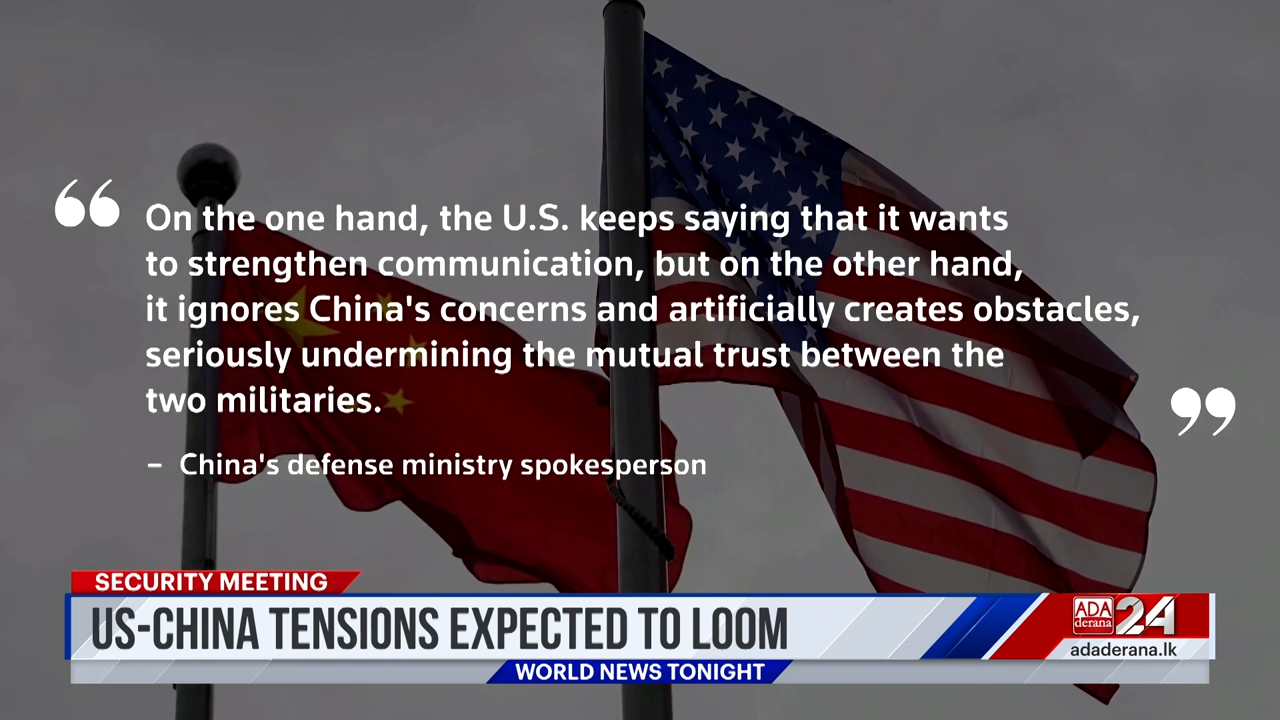 “
On the one hand, the U.S. keeps saying that it wants
to strengthen communication, but on the other hand,
it ignores China's concerns and artificially creates obstacles,
seriously undermining the mutual trust between the
two militaries.
”
– China's defense ministry spokesperson
SECURITY MEETING
US-CHINA TENSIONS EXPECTED TO LOOM
ADA
derana
24
adaderana.lk
WORLD NEWS TONIGHT